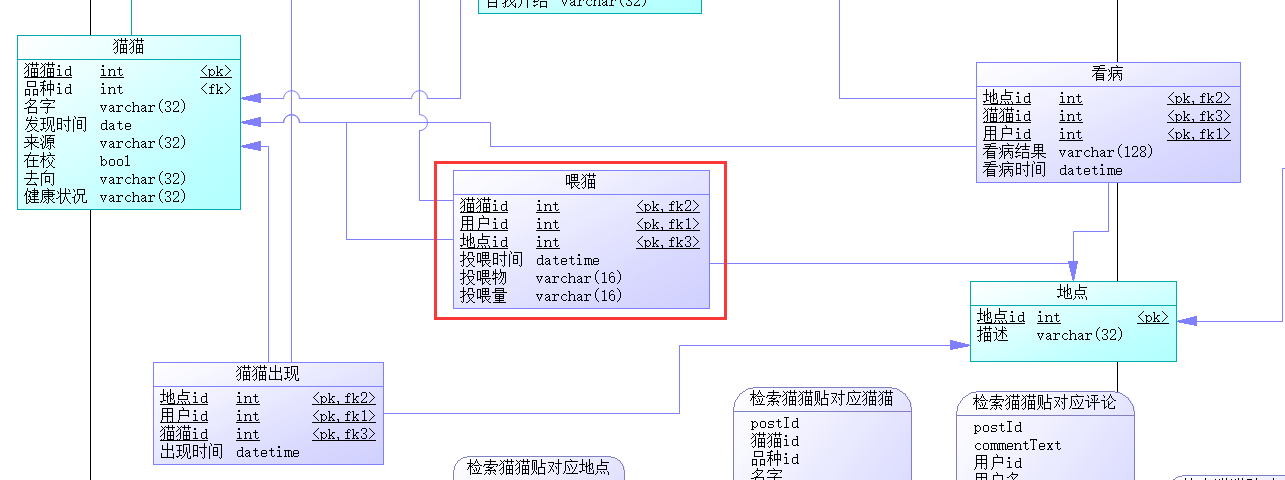 自我介绍 varchar(32)
猫猫
猫猫id int <pk>
品种id int <fk>
名字 varchar(32)
发现时间 date
来源 varchar(32)
在校 bool
去向 varchar(32)
健康状况 varchar(32)
看病
地点id int <pk,fk2>
猫猫id int <pk,fk3>
用户id int <pk,fk1>
看病结果 varchar(128)
看病时间 datetime
喂猫
猫猫id int <pk,fk2>
用户id int <pk,fk1>
地点id int <pk,fk3>
投喂时间 datetime
投喂物 varchar(16)
投喂量 varchar(16)
地点
地点id int <pk>
描述 varchar(32)
猫猫出现
地点id int <pk,fk2>
用户id int <pk,fk1>
猫猫id int <pk,fk3>
出现时间 datetime
检索猫猫贴对应猫猫
postId
猫猫id
品种id
名字
检索猫猫贴对应评论
postId
commentText
用户id
用户名
检索猫猫贴对应地点